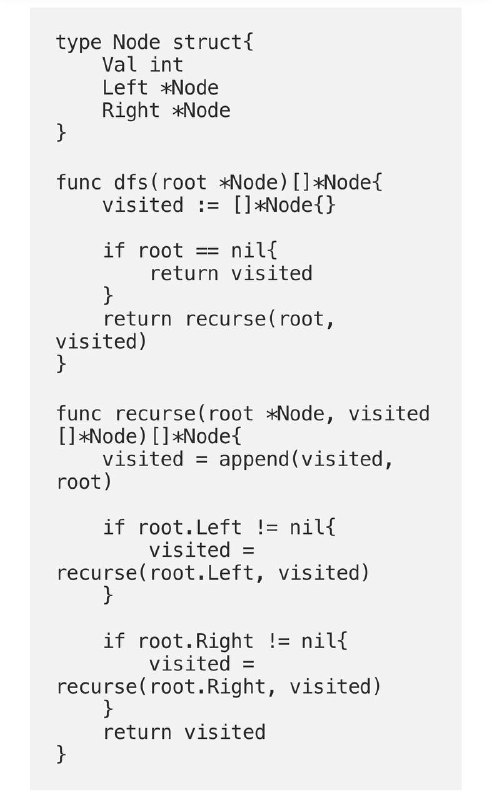 type Node struct{
    Val int
    Left *Node
    Right *Node
}

func dfs(root *Node)[]*Node{
    visited := []*Node{}

    if root == nil{
        return visited
    }
    return recurse(root,
visited)
}

func recurse(root *Node, visited
[]*Node)[]*Node{
    visited = append(visited,
root)

    if root.Left != nil{
        visited =
recurse(root.Left, visited)
    }

    if root.Right != nil{
        visited =
recurse(root.Right, visited)
    }
    return visited
}